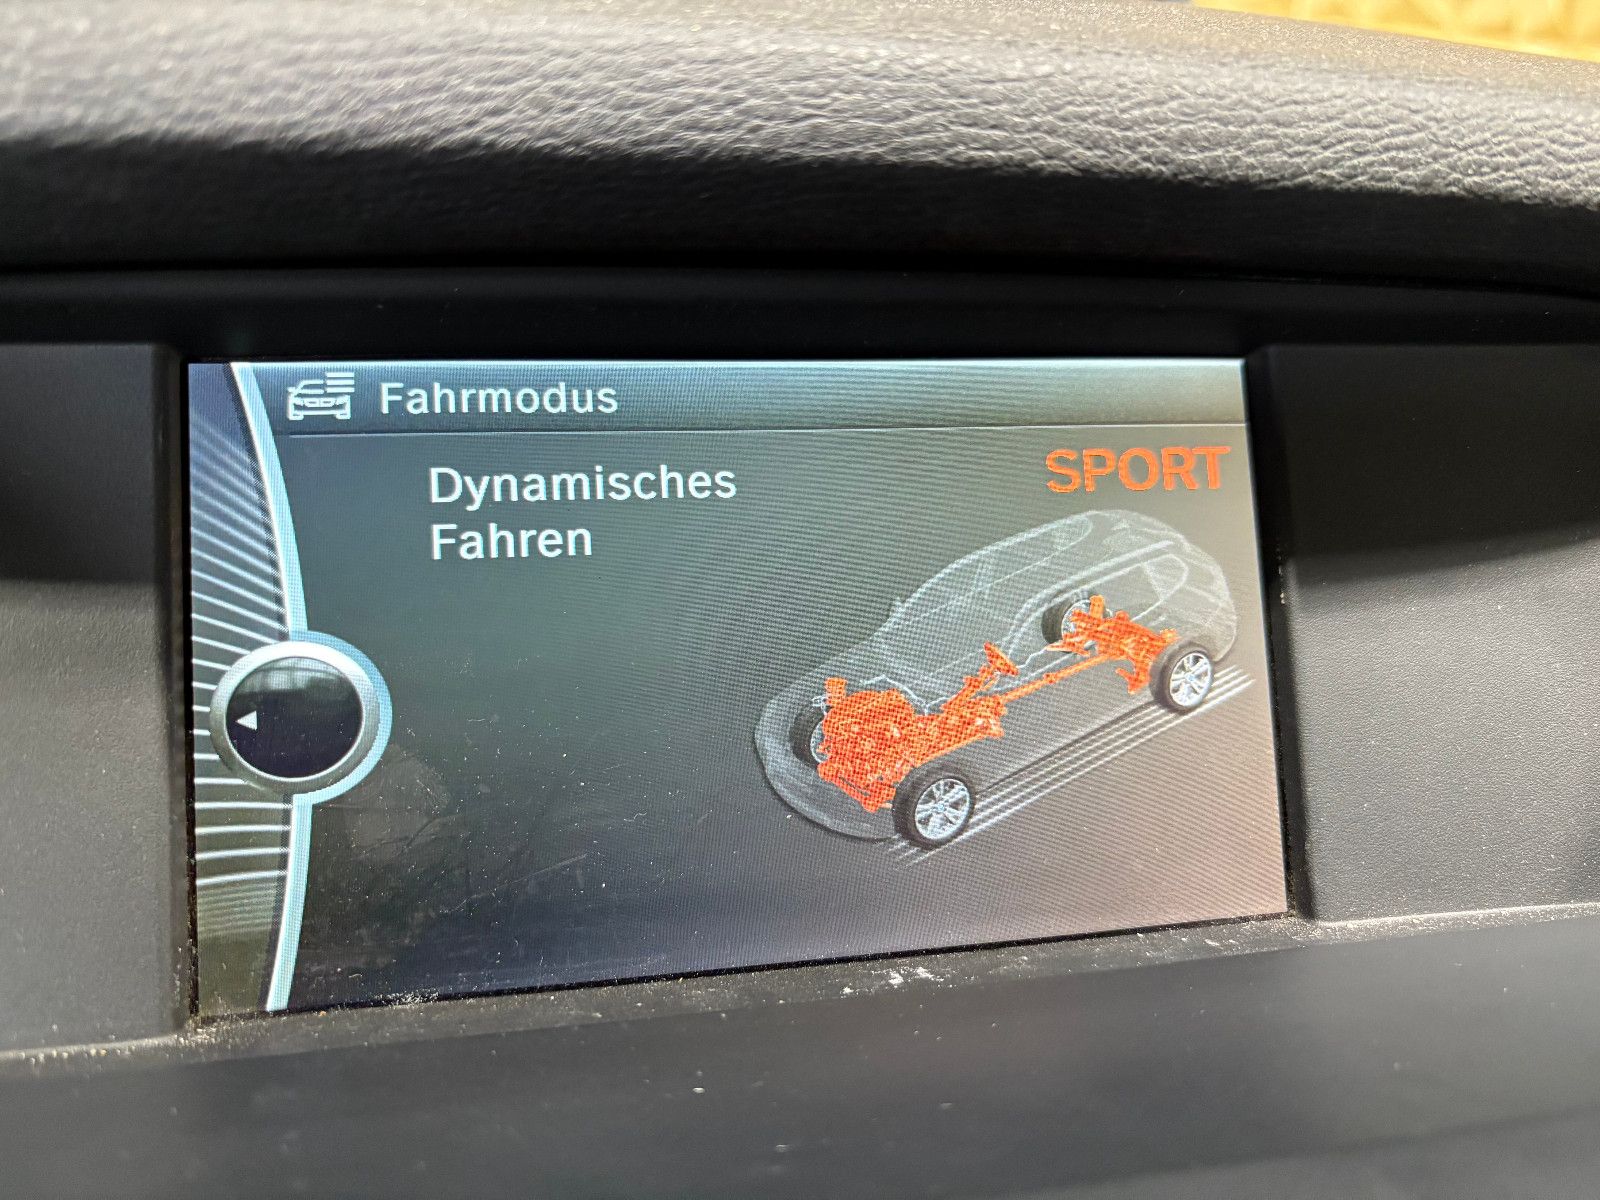 Fahrmodus
Dynamisches
Fahren
SPORT